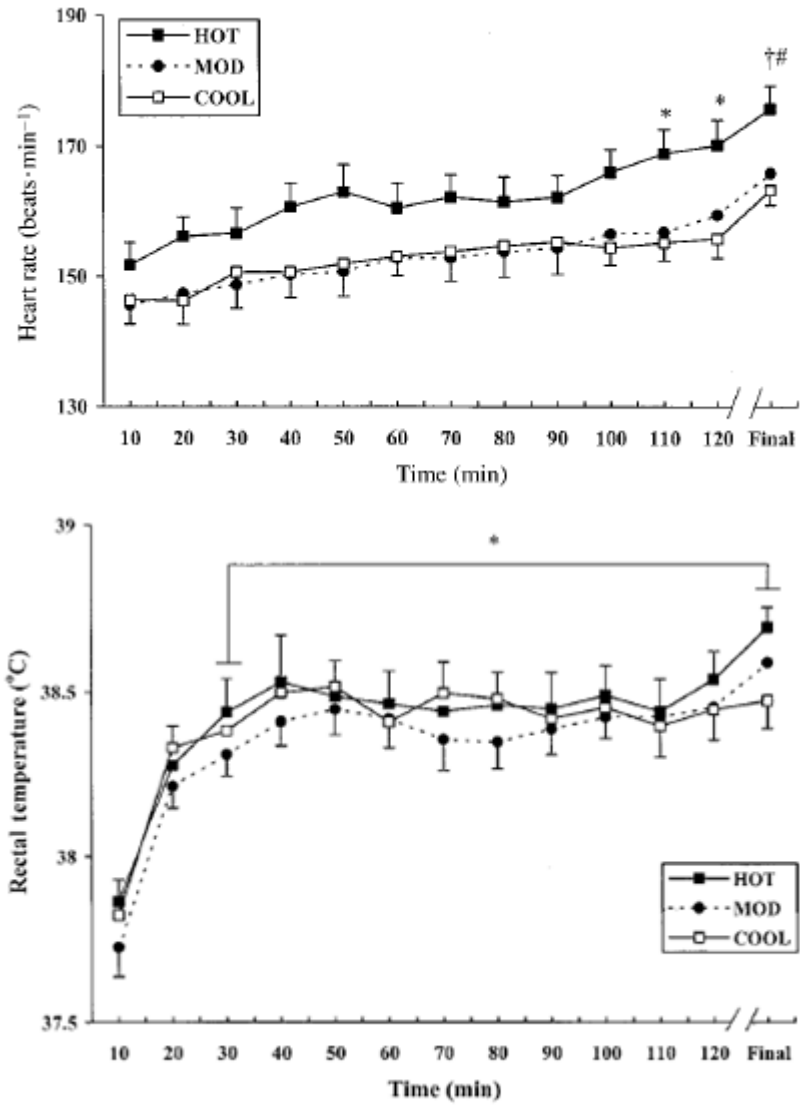 190
170
150
130
Heart rate (beats·min⁻¹)
HOT
MOD
COOL
* * †#
10 20 30 40 50 60 70 80 90 100 110 120 Final
Time (min)
39
38.5
38
37.5
Rectal temperature (°C)
*
HOT
MOD
COOL
10 20 30 40 50 60 70 80 90 100 110 120 Final
Time (min)